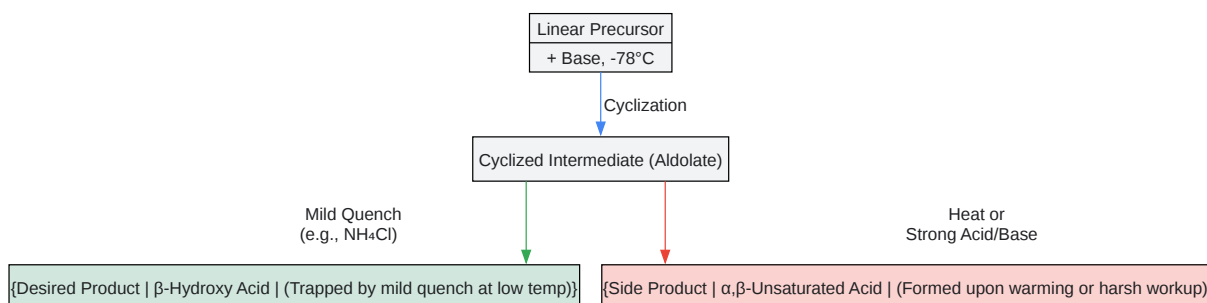 Linear Precursor
+ Base, -78°C
Cyclization
Cyclized Intermediate (Aldolate)
Mild Quench
(e.g., NH₄Cl)
Heat or
Strong Acid/Base
{Desired Product | β-Hydroxy Acid | (Trapped by mild quench at low temp)}
{Side Product | α,β-Unsaturated Acid | (Formed upon warming or harsh workup)}